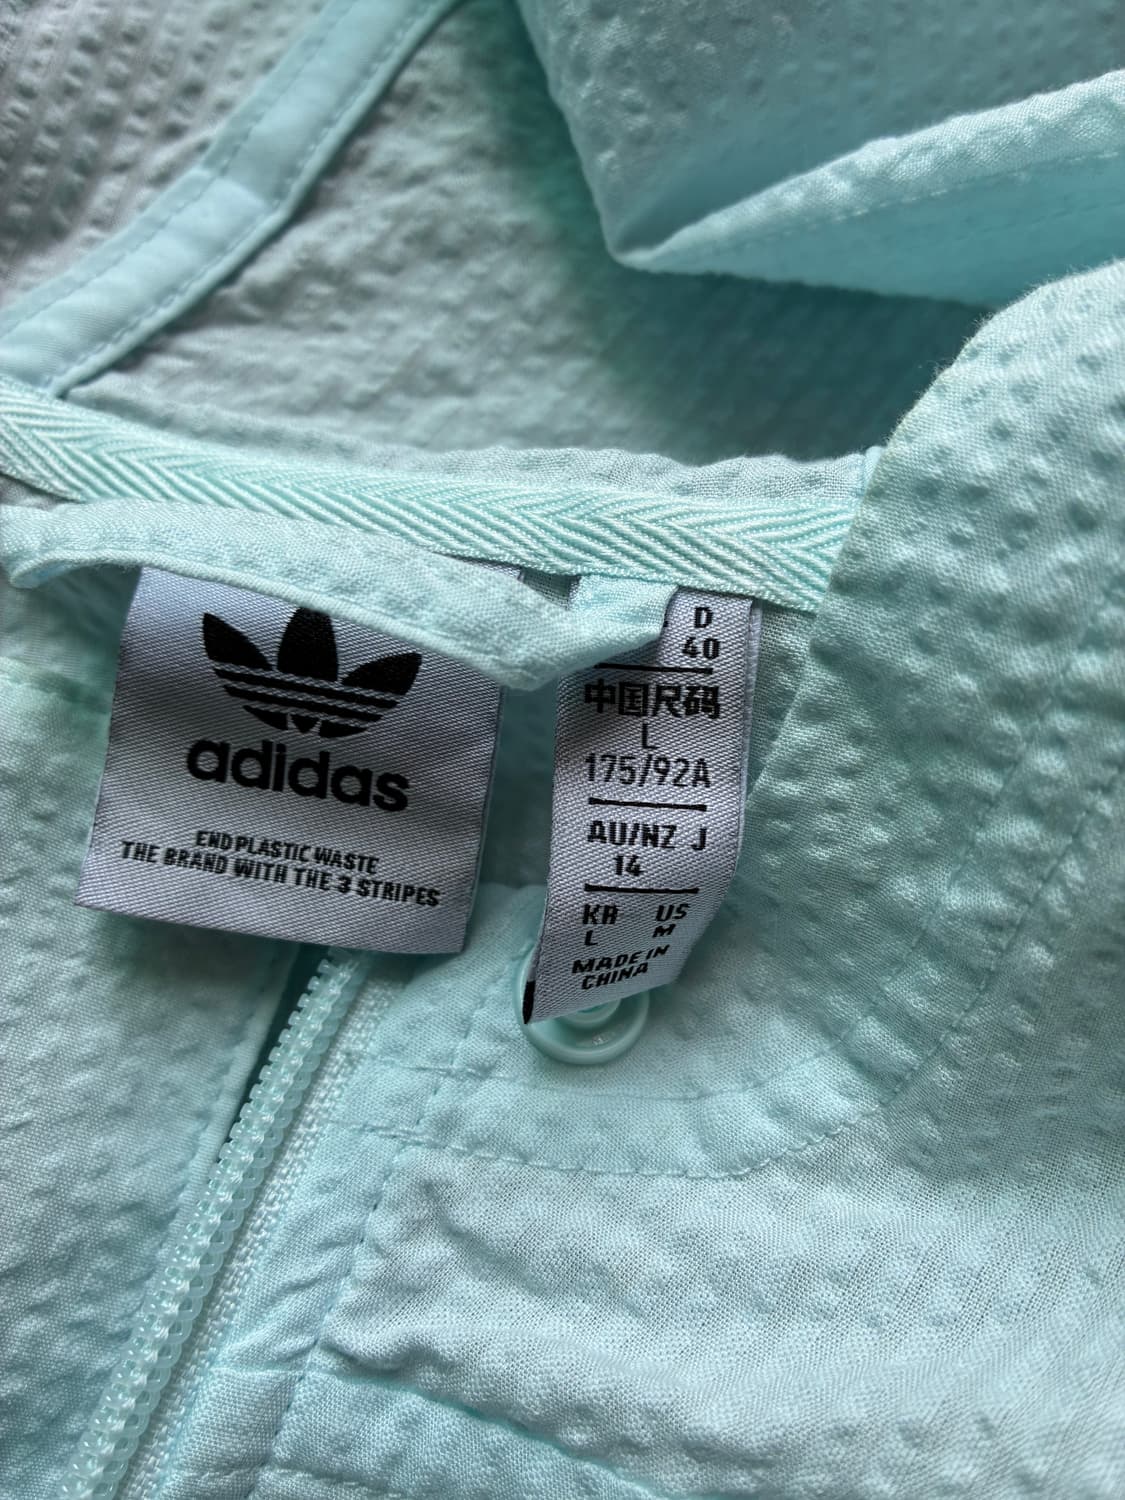 adidas
END PLASTIC WASTE
THE BRAND WITH THE 3 STRIPES
D
40
中国尺码
L
175/92A
AU/NZ J
14
KR US
L M
MADE IN
CHINA